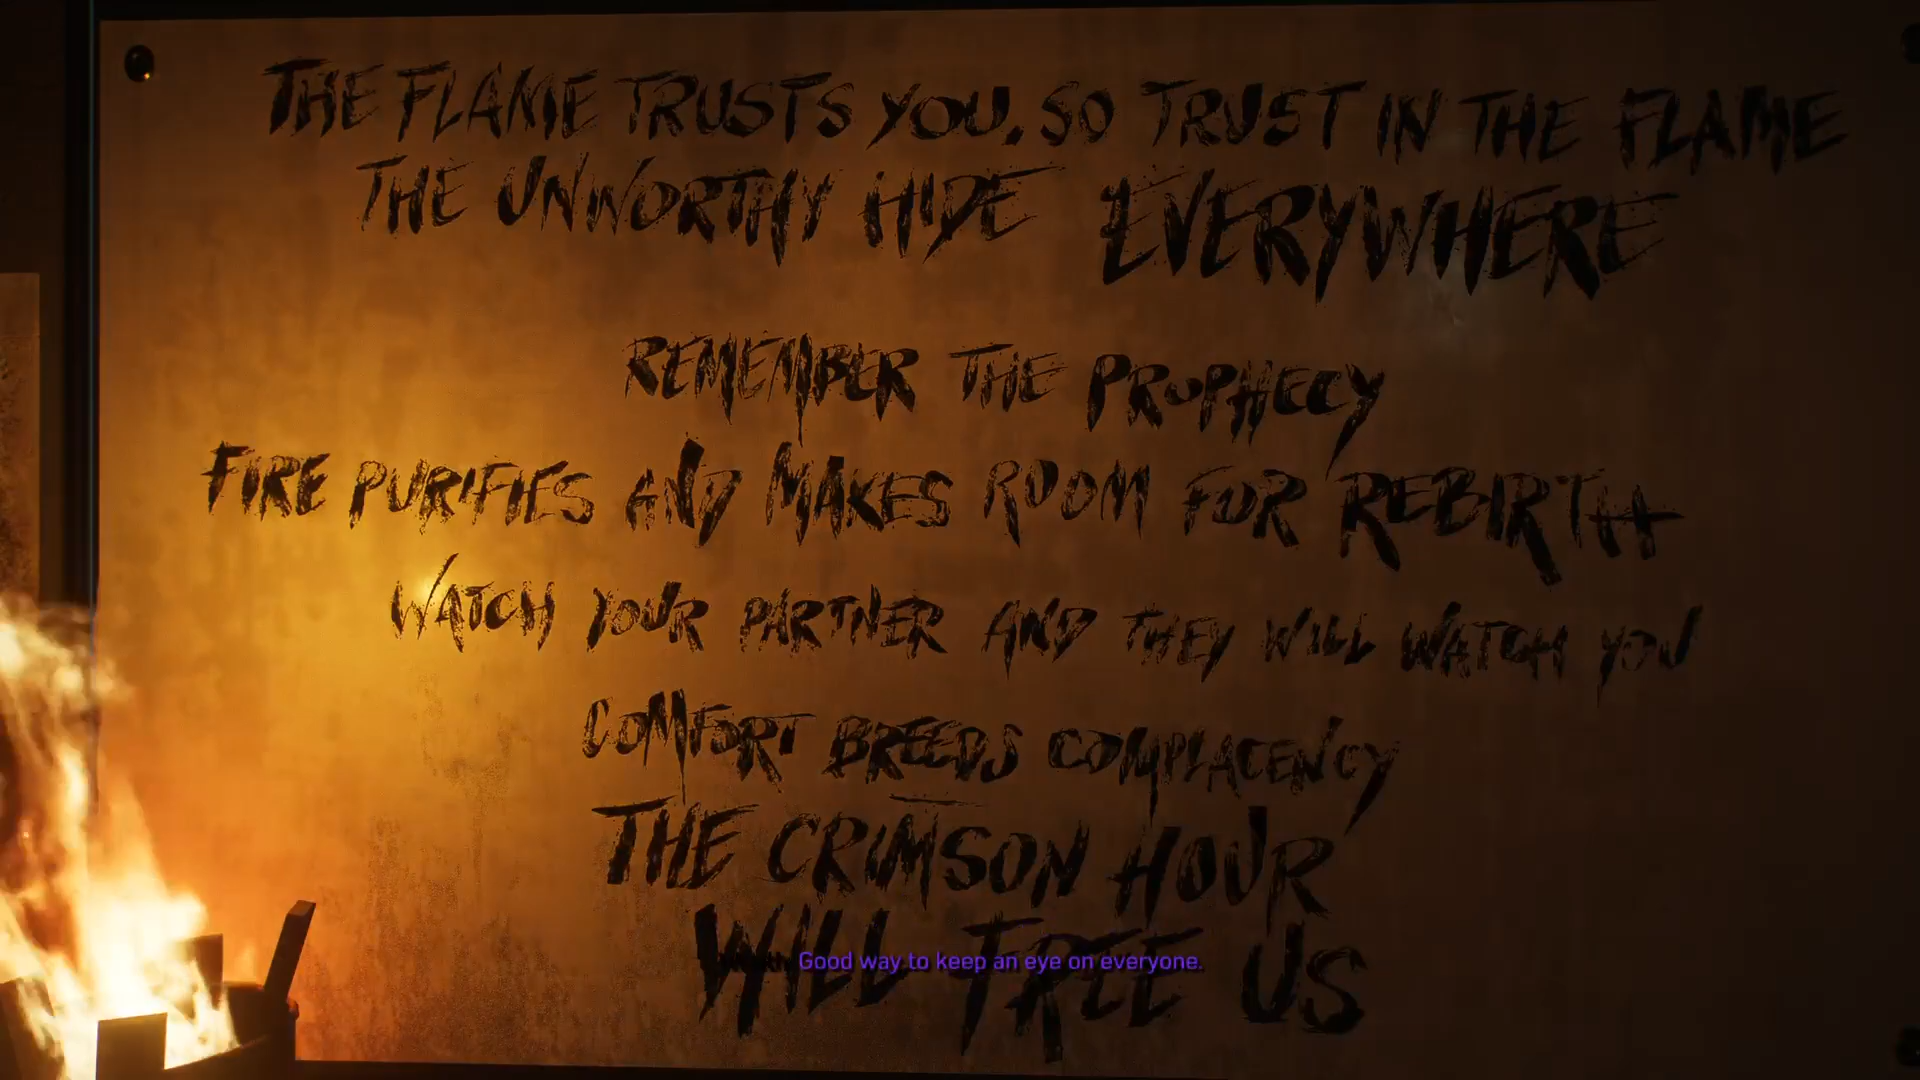 THE FLAME TRUSTS YOU, SO TRUST IN THE FLAME
THE UNWORTHY HIDE EVERYWHERE
REMEMBER THE PROPHECY
FIRE PURIFIES AND MAKES ROOM FOR REBIRTH
WATCH YOUR PARTNER AND THEY WILL WATCH YOU
COMFORT BREEDS COMPLACENCY
THE CRIMSON HOUR
WILL FREE US
Good way to keep an eye on everyone.